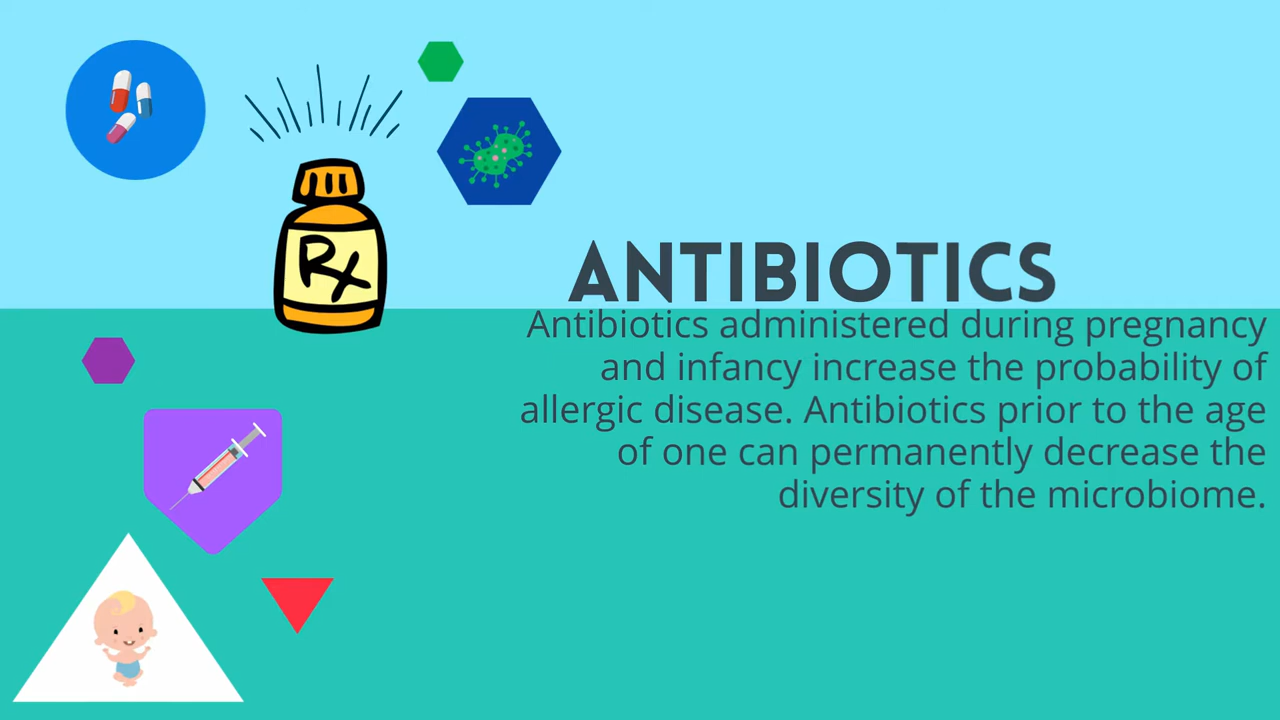 Rx
ANTIBIOTICS
Antibiotics administered during pregnancy
and infancy increase the probability of
allergic disease. Antibiotics prior to the age
of one can permanently decrease the
diversity of the microbiome.